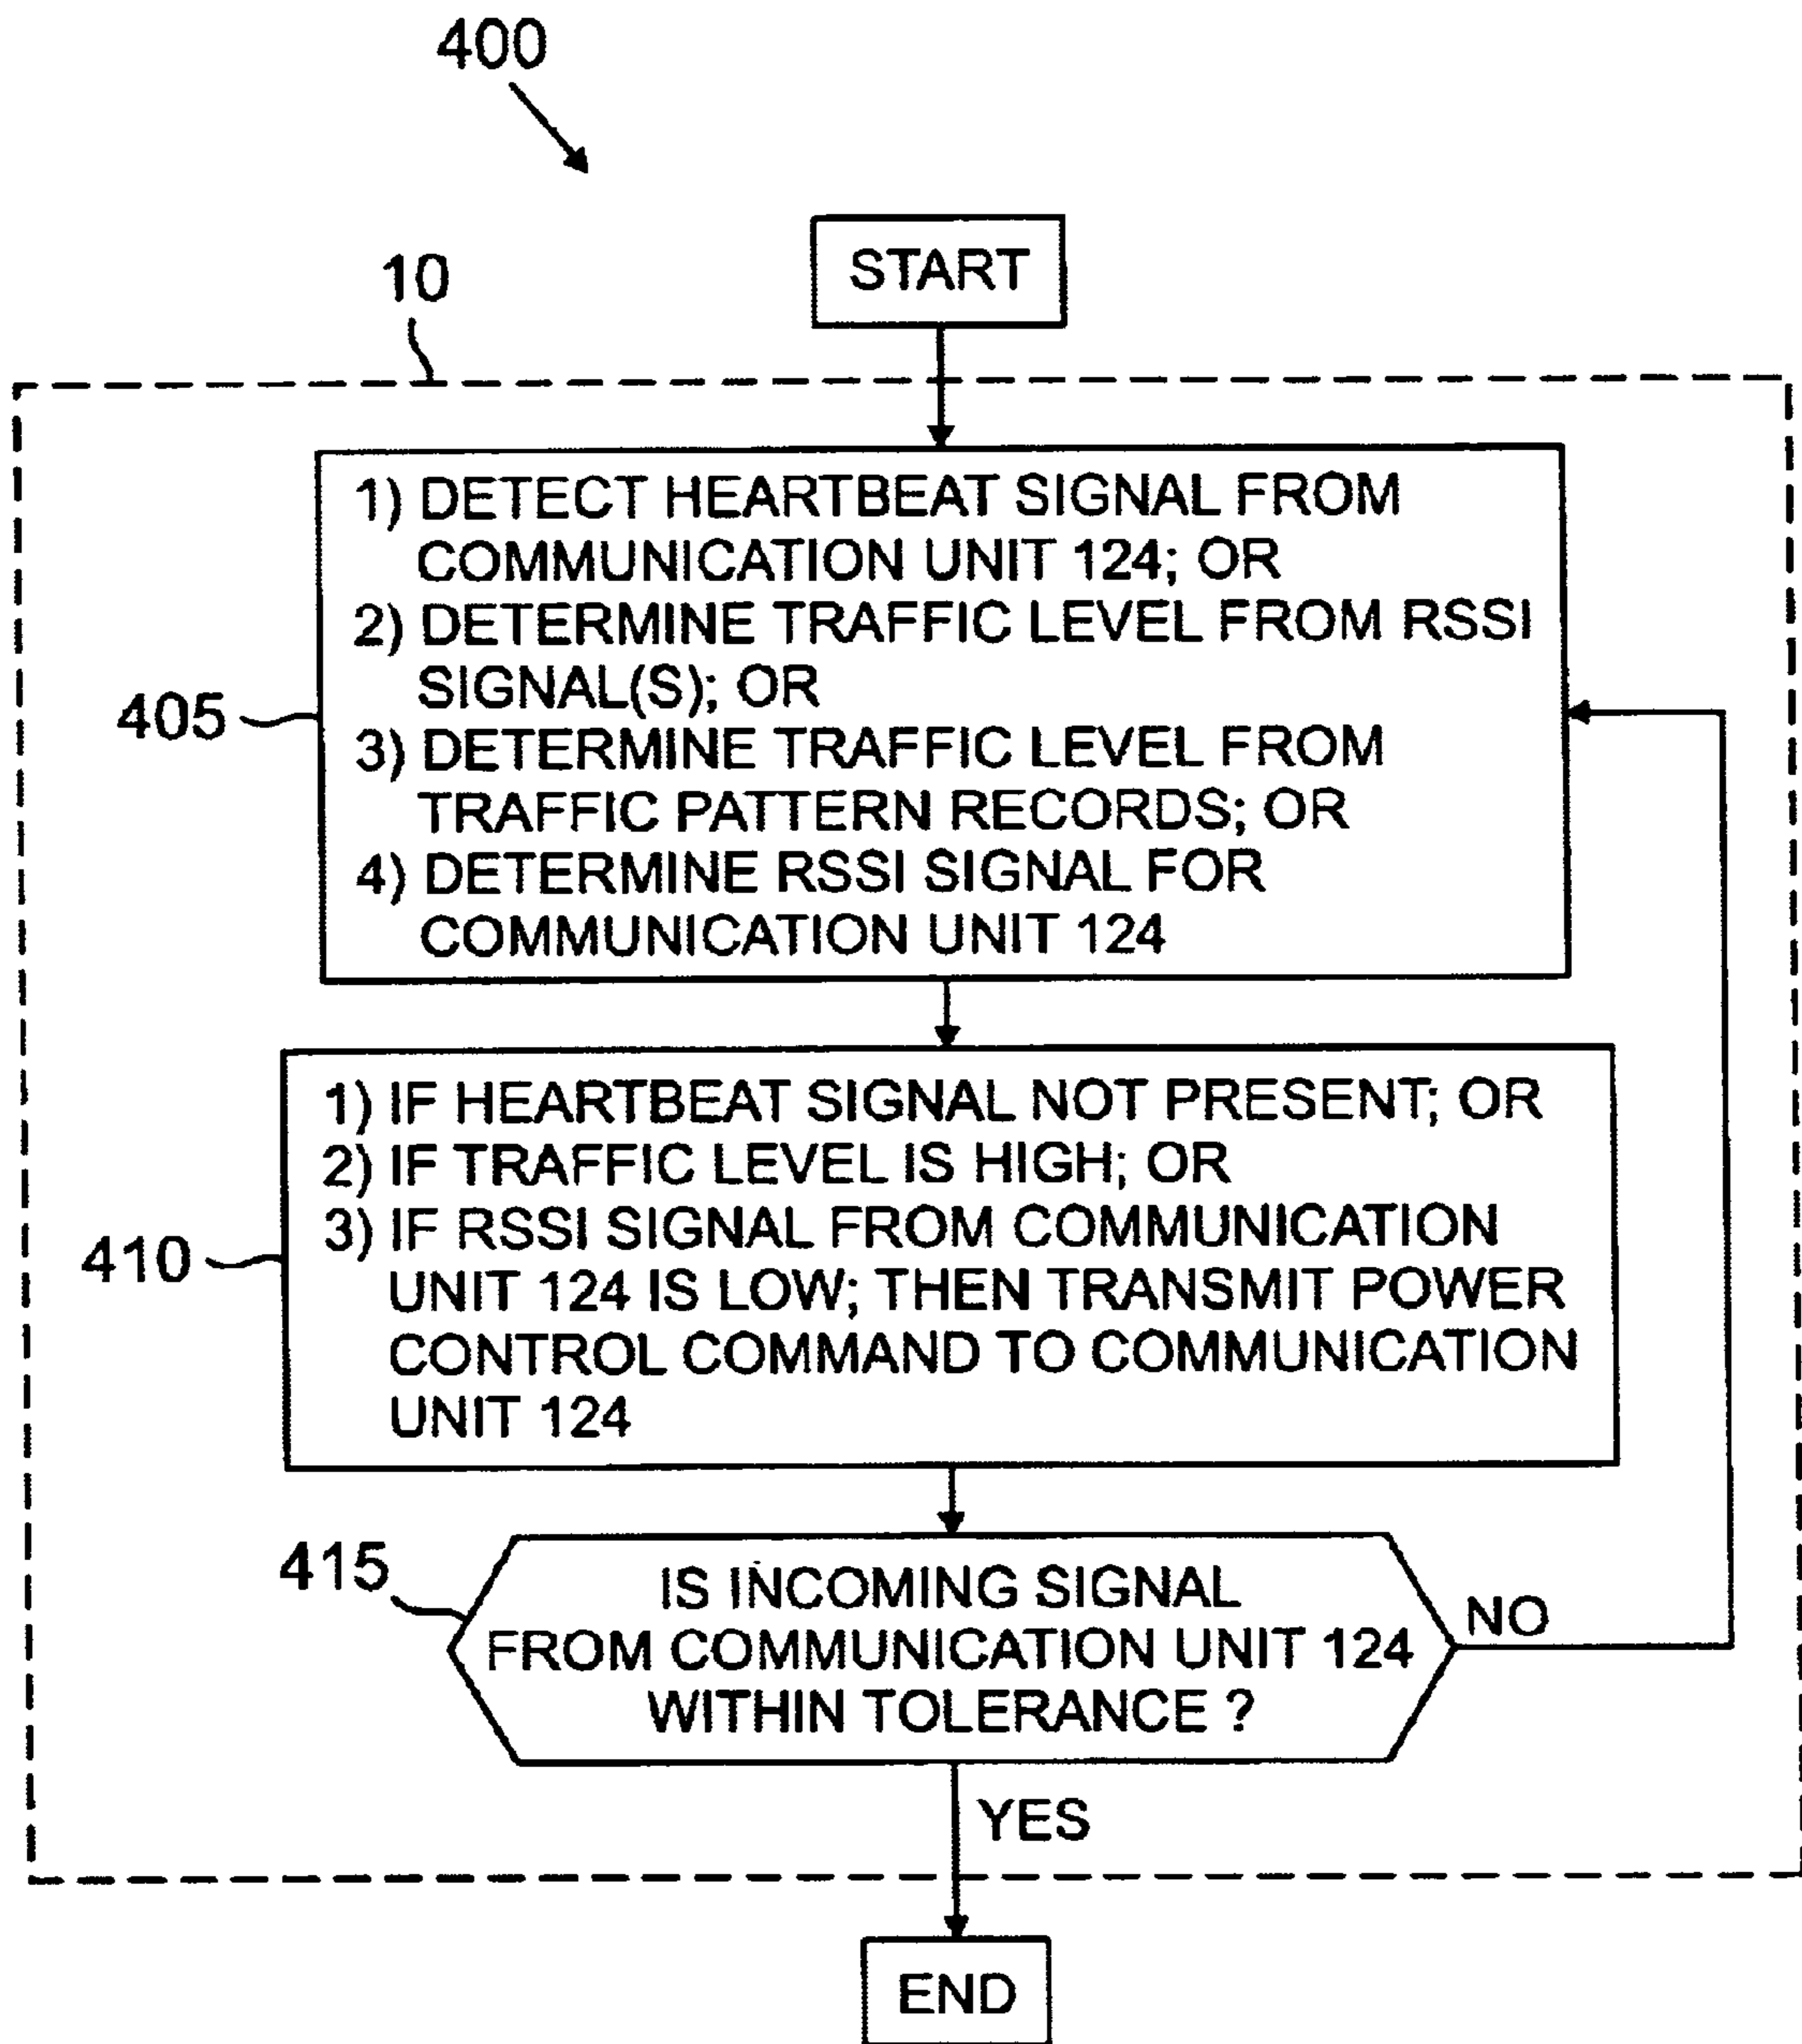 400
START
10
1) DETECT HEARTBEAT SIGNAL FROM
COMMUNICATION UNIT 124; OR
2) DETERMINE TRAFFIC LEVEL FROM RSSI
SIGNAL(S); OR
3) DETERMINE TRAFFIC LEVEL FROM
TRAFFIC PATTERN RECORDS; OR
4) DETERMINE RSSI SIGNAL FOR
COMMUNICATION UNIT 124
405
1) IF HEARTBEAT SIGNAL NOT PRESENT; OR
2) IF TRAFFIC LEVEL IS HIGH; OR
3) IF RSSI SIGNAL FROM COMMUNICATION
UNIT 124 IS LOW; THEN TRANSMIT POWER
CONTROL COMMAND TO COMMUNICATION
UNIT 124
410
415
IS INCOMING SIGNAL
FROM COMMUNICATION UNIT 124
WITHIN TOLERANCE ?
NO
YES
END